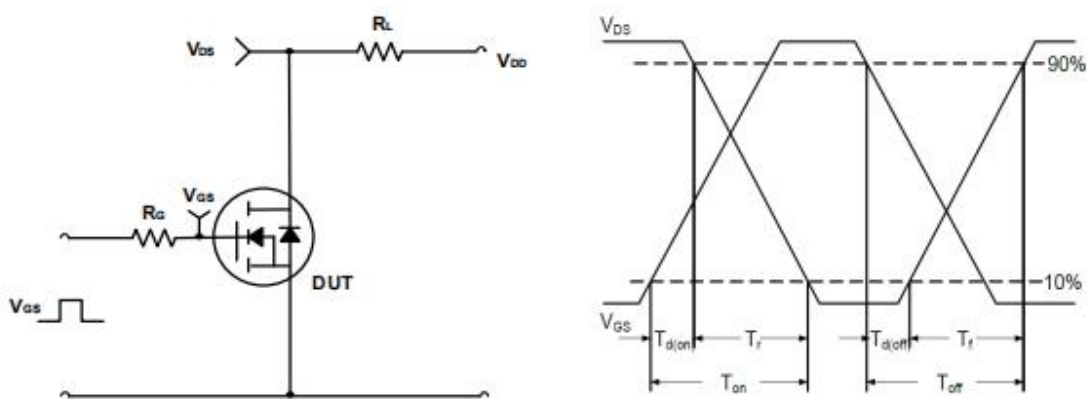 RL
VDS
VDD
VGS
RG
DUT
VGS
VDS
90%
10%
VGS
Td(on)
Tr
Td(off)
Tf
Ton
Toff